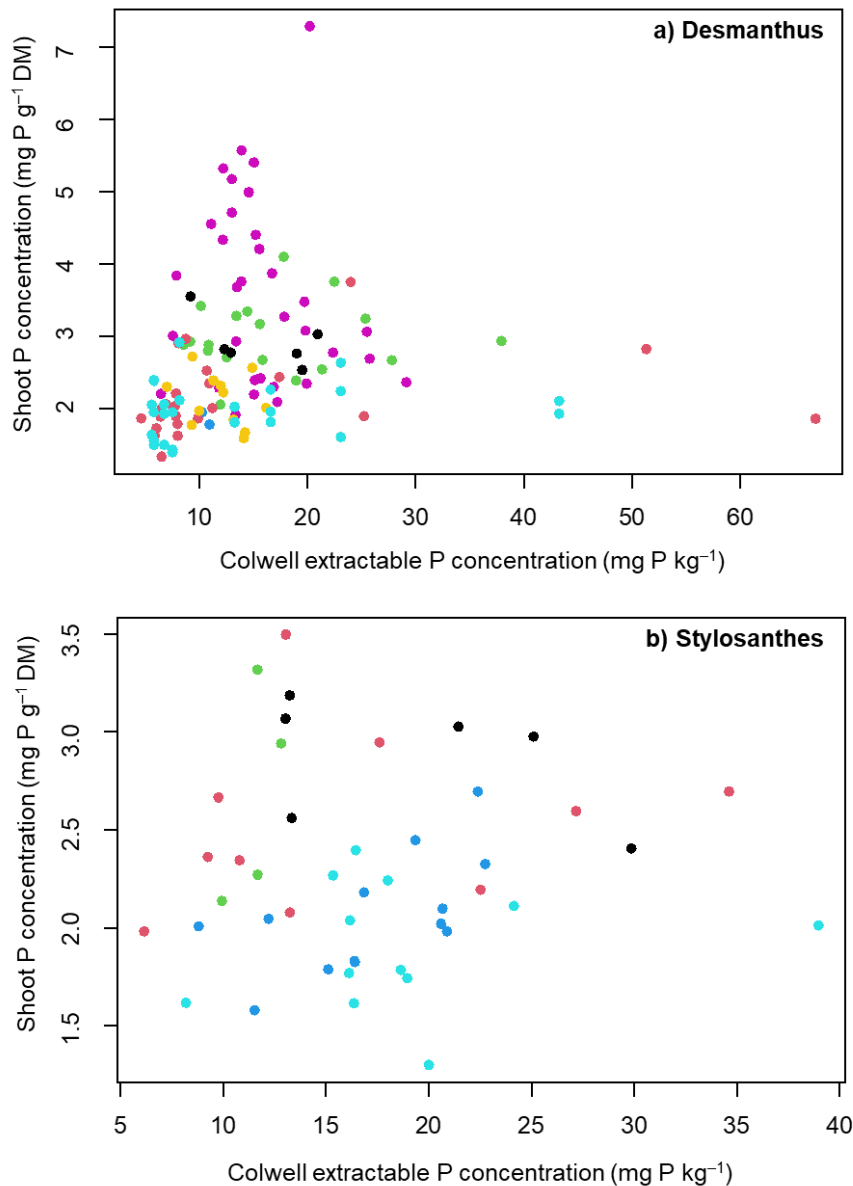 a) Desmanthus
Shoot P concentration (mg P g⁻¹ DM)
7
6
5
4
3
2
10 20 30 40 50 60
Colwell extractable P concentration (mg P kg⁻¹)
b) Stylosanthes
Shoot P concentration (mg P g⁻¹ DM)
3.5
3.0
2.5
2.0
1.5
5 10 15 20 25 30 35 40
Colwell extractable P concentration (mg P kg⁻¹)